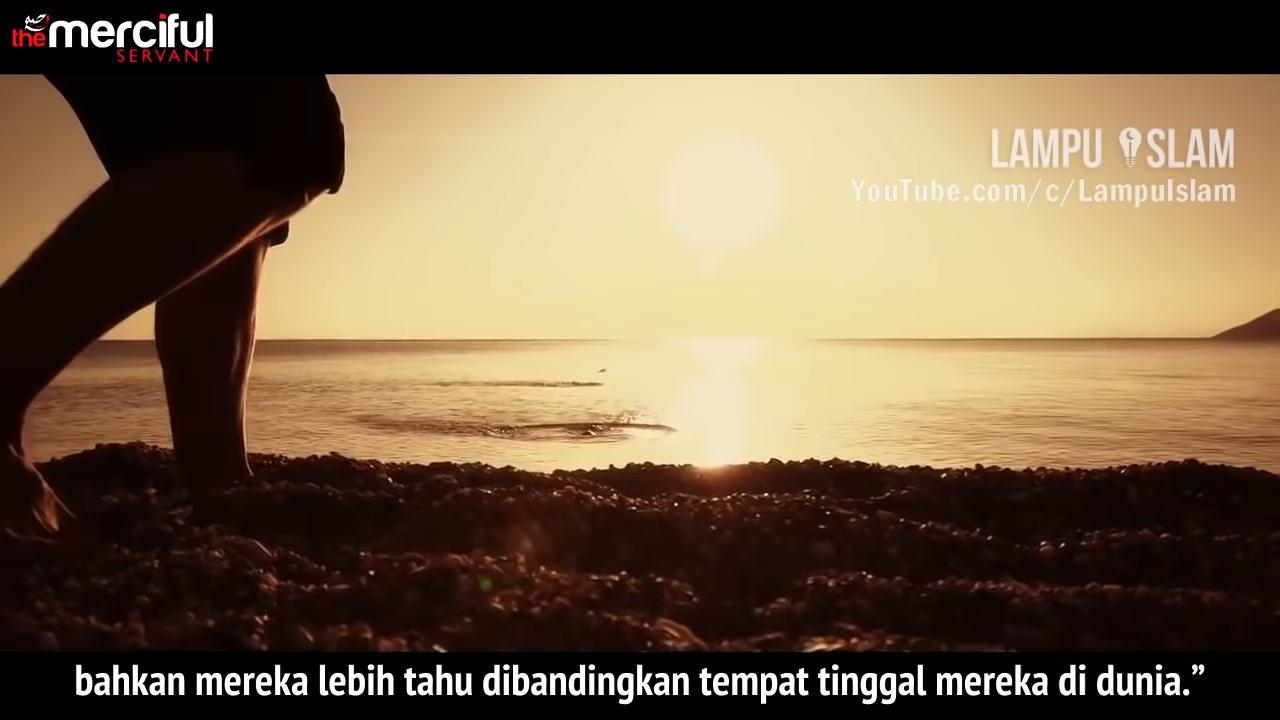 the merciful
SERVANT
LAMPU ISLAM
YouTube.com/c/LampuIslam
bahkan mereka lebih tahu dibandingkan tempat tinggal mereka di dunia.”